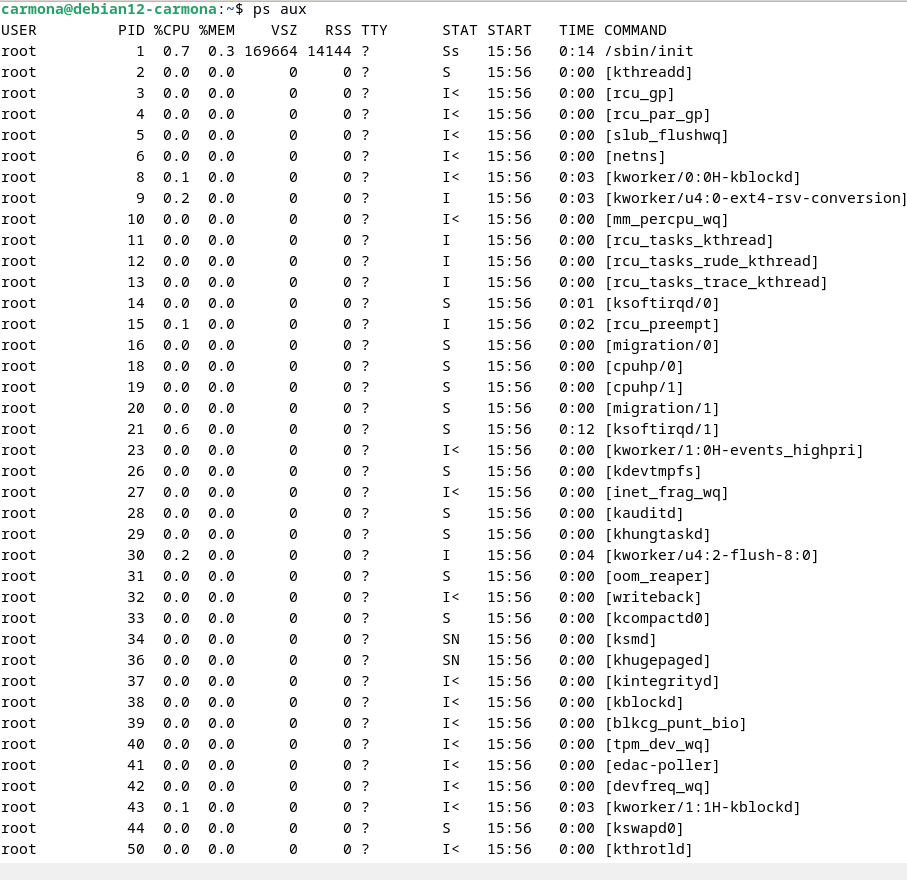 carmona@debian12-carmona:~$ ps aux
USER         PID %CPU %MEM    VSZ   RSS TTY      STAT START   TIME COMMAND
root           1  0.7  0.3 169664 14144 ?        Ss   15:56   0:14 /sbin/init
root           2  0.0  0.0      0     0 ?        S    15:56   0:00 [kthreadd]
root           3  0.0  0.0      0     0 ?        I<   15:56   0:00 [rcu_gp]
root           4  0.0  0.0      0     0 ?        I<   15:56   0:00 [rcu_par_gp]
root           5  0.0  0.0      0     0 ?        I<   15:56   0:00 [slub_flushwq]
root           6  0.0  0.0      0     0 ?        I<   15:56   0:00 [netns]
root           8  0.1  0.0      0     0 ?        I<   15:56   0:03 [kworker/0:0H-kblockd]
root           9  0.2  0.0      0     0 ?        I    15:56   0:03 [kworker/u4:0-ext4-rsv-conversion]
root          10  0.0  0.0      0     0 ?        I<   15:56   0:00 [mm_percpu_wq]
root          11  0.0  0.0      0     0 ?        I    15:56   0:00 [rcu_tasks_kthread]
root          12  0.0  0.0      0     0 ?        I    15:56   0:00 [rcu_tasks_rude_kthread]
root          13  0.0  0.0      0     0 ?        I    15:56   0:00 [rcu_tasks_trace_kthread]
root          14  0.0  0.0      0     0 ?        S    15:56   0:01 [ksoftirqd/0]
root          15  0.1  0.0      0     0 ?        I    15:56   0:02 [rcu_preempt]
root          16  0.0  0.0      0     0 ?        S    15:56   0:00 [migration/0]
root          18  0.0  0.0      0     0 ?        S    15:56   0:00 [cpuhp/0]
root          19  0.0  0.0      0     0 ?        S    15:56   0:00 [cpuhp/1]
root          20  0.0  0.0      0     0 ?        S    15:56   0:00 [migration/1]
root          21  0.6  0.0      0     0 ?        S    15:56   0:12 [ksoftirqd/1]
root          23  0.0  0.0      0     0 ?        I<   15:56   0:00 [kworker/1:0H-events_highpri]
root          26  0.0  0.0      0     0 ?        S    15:56   0:00 [kdevtmpfs]
root          27  0.0  0.0      0     0 ?        I<   15:56   0:00 [inet_frag_wq]
root          28  0.0  0.0      0     0 ?        S    15:56   0:00 [kauditd]
root          29  0.0  0.0      0     0 ?        S    15:56   0:00 [khungtaskd]
root          30  0.2  0.0      0     0 ?        I    15:56   0:04 [kworker/u4:2-flush-8:0]
root          31  0.0  0.0      0     0 ?        S    15:56   0:00 [oom_reaper]
root          32  0.0  0.0      0     0 ?        I<   15:56   0:00 [writeback]
root          33  0.0  0.0      0     0 ?        S    15:56   0:00 [kcompactd0]
root          34  0.0  0.0      0     0 ?        SN   15:56   0:00 [ksmd]
root          36  0.0  0.0      0     0 ?        SN   15:56   0:00 [khugepaged]
root          37  0.0  0.0      0     0 ?        I<   15:56   0:00 [kintegrityd]
root          38  0.0  0.0      0     0 ?        I<   15:56   0:00 [kblockd]
root          39  0.0  0.0      0     0 ?        I<   15:56   0:00 [blkcg_punt_bio]
root          40  0.0  0.0      0     0 ?        I<   15:56   0:00 [tpm_dev_wq]
root          41  0.0  0.0      0     0 ?        I<   15:56   0:00 [edac-poller]
root          42  0.0  0.0      0     0 ?        I<   15:56   0:00 [devfreq_wq]
root          43  0.1  0.0      0     0 ?        I<   15:56   0:03 [kworker/1:1H-kblockd]
root          44  0.0  0.0      0     0 ?        S    15:56   0:00 [kswapd0]
root          50  0.0  0.0      0     0 ?        I<   15:56   0:00 [kthrotld]